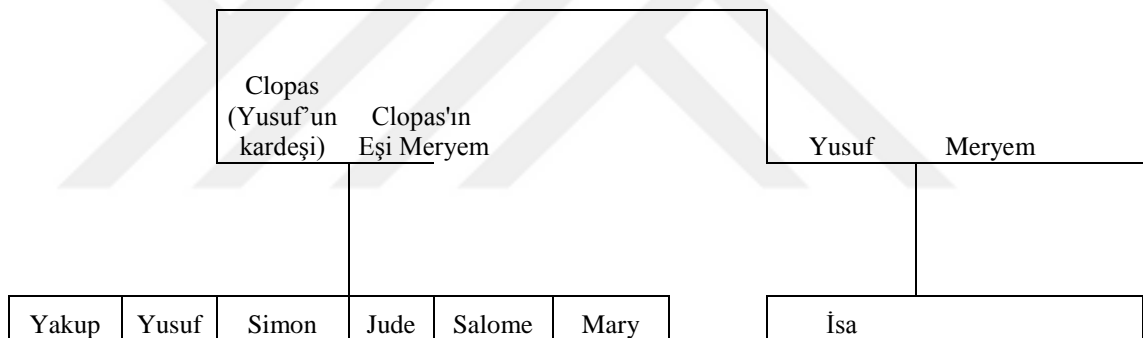 Clopas
(Yusuf’un
kardeşi)
Clopas'ın
Eşi Meryem
Yusuf
Meryem
Yakup
Yusuf
Simon
Jude
Salome
Mary
İsa